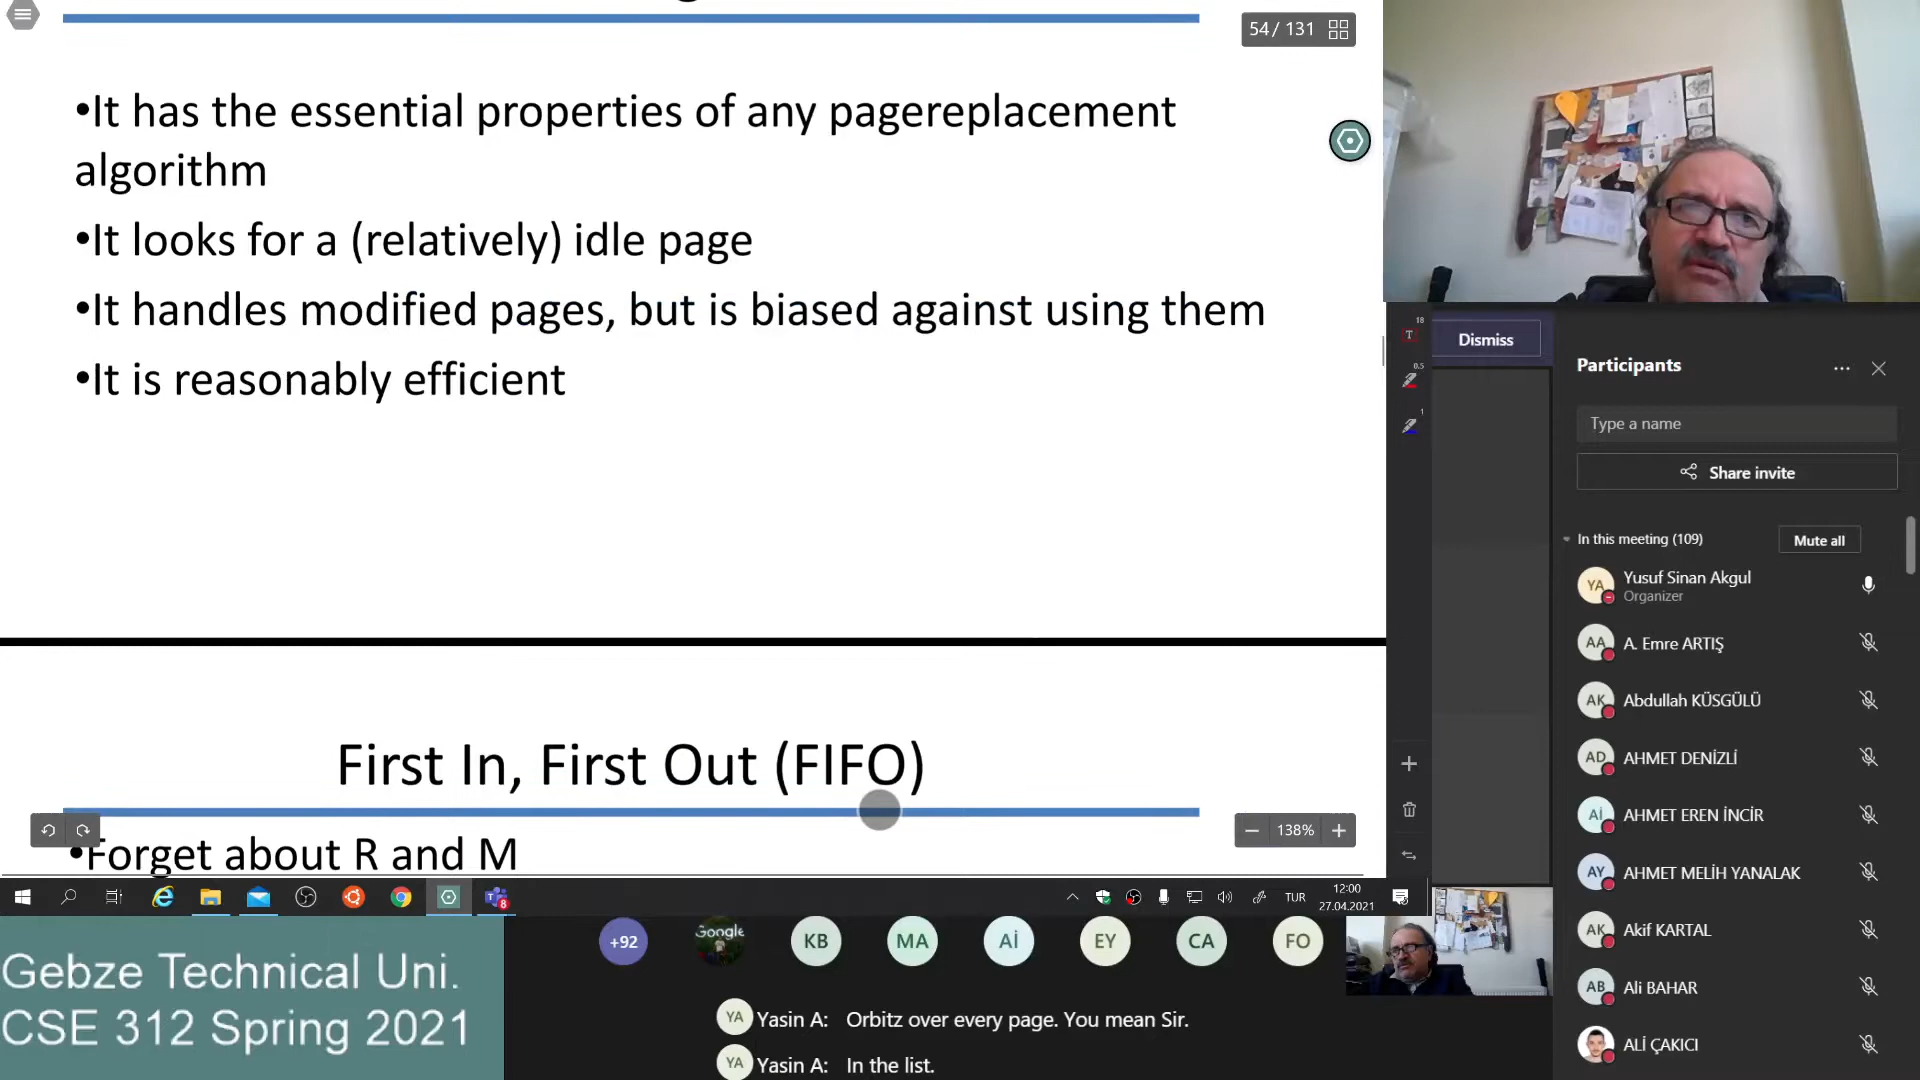 54 / 131
•It has the essential properties of any pagereplacement
algorithm
•It looks for a (relatively) idle page
•It handles modified pages, but is biased against using them
•It is reasonably efficient
First In, First Out (FIFO)
•Forget about R and M
138%
18
T
0.5
1
Dismiss
Participants
Type a name
Share invite
In this meeting (109)
Mute all
YA
Yusuf Sinan Akgul
Organizer
AA
A. Emre ARTIŞ
AK
Abdullah KÜSGÜLÜ
AD
AHMET DENİZLİ
Aİ
AHMET EREN İNCİR
AY
AHMET MELİH YANALAK
AK
Akif KARTAL
AB
Ali BAHAR
ALİ ÇAKICI
8
TUR
12:00
27.04.2021
Gebze Technical Uni.
CSE 312 Spring 2021
+92
Google
KB
MA
Aİ
EY
CA
FO
YA
Yasin A: Orbitz over every page. You mean Sir.
YA
Yasin A: In the list.